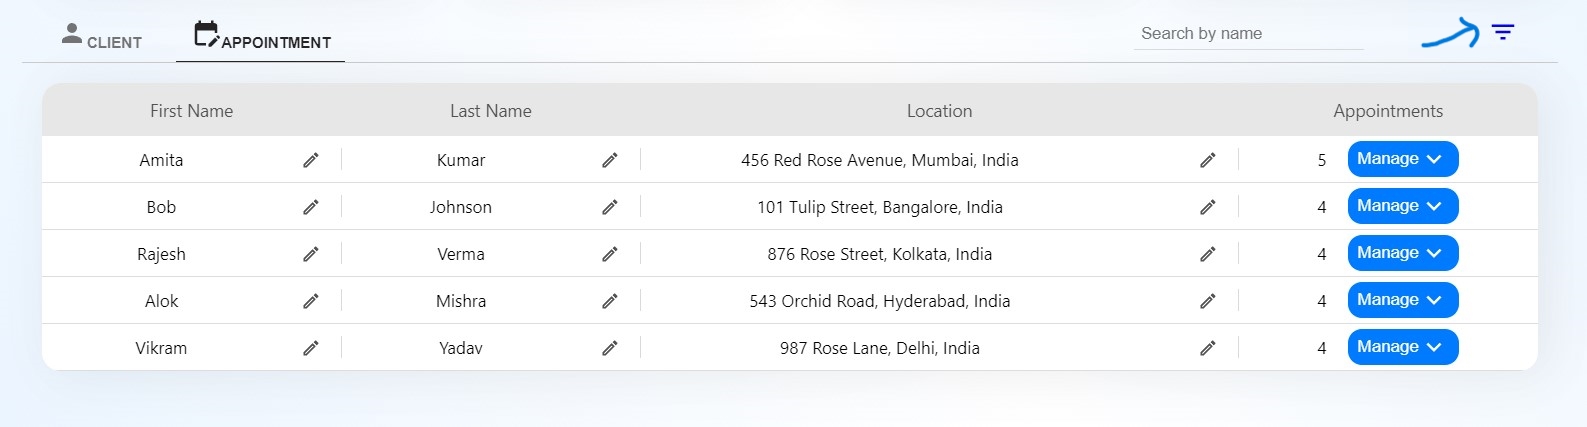 CLIENT APPOINTMENT Search by name
First Name Last Name Location Appointments
Amita Kumar 456 Red Rose Avenue, Mumbai, India 5 Manage
Bob Johnson 101 Tulip Street, Bangalore, India 4 Manage
Rajesh Verma 876 Rose Street, Kolkata, India 4 Manage
Alok Mishra 543 Orchid Road, Hyderabad, India 4 Manage
Vikram Yadav 987 Rose Lane, Delhi, India 4 Manage